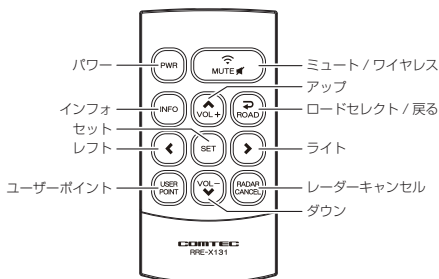 パワー
PWR
MUTE
ミュート / ワイヤレス
アップ
インフォ
INFO
VOL +
ROAD
ロードセレクト / 戻る
セット
レフト
SET
ライト
ユーザーポイント
USER
POINT
VOL−
RADAR
CANCEL
レーダーキャンセル
ダウン
COMTEC
RRE-X131